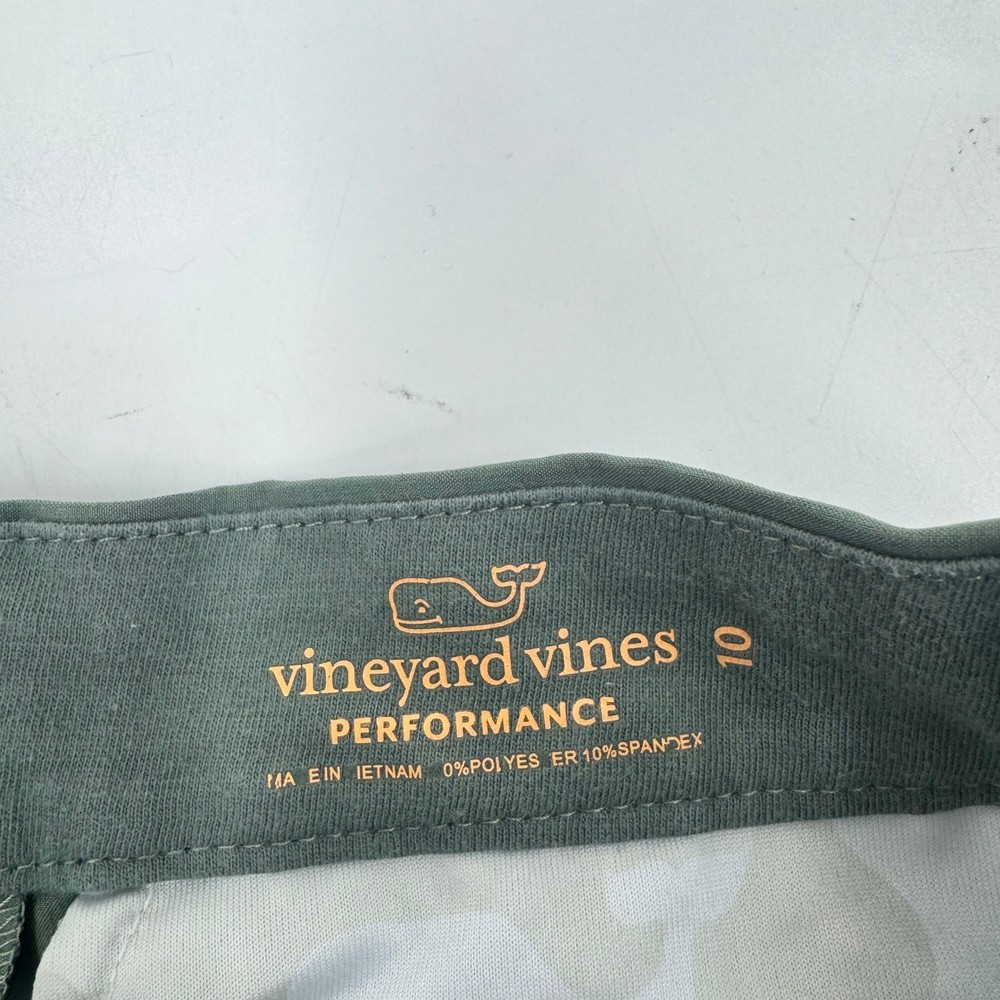 vineyard vines
10
PERFORMANCE
MA E IN IETNAM 0%POLYES ER 10%SPANDEX